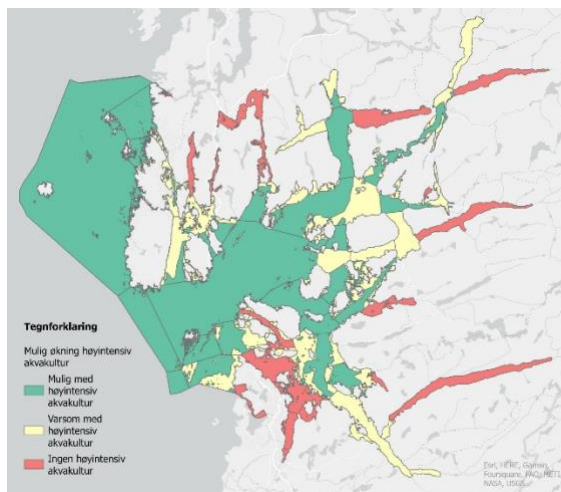 Tegnforklaring
Mulig økning høyintensiv
akvakultur
Mulig med
høyintensiv
akvakultur
Varsom med
høyintensiv
akvakultur
Ingen høyintensiv
akvakultur
Esri, HERE, Garmin,
Foursquare, FAO, METI/
NASA, USGS